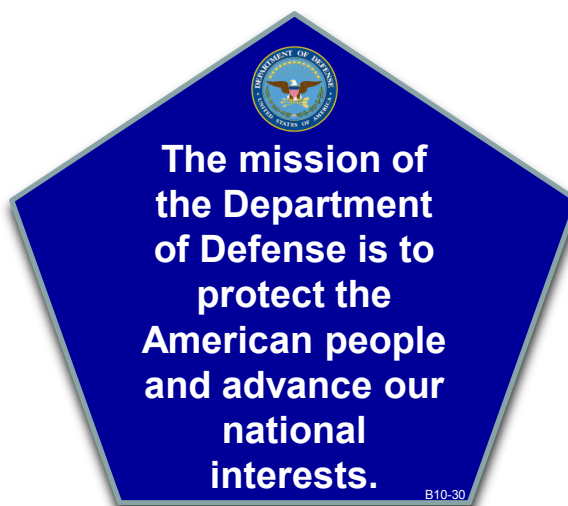 DEPARTMENT OF DEFENSE
UNITED STATES OF AMERICA
The mission of
the Department
of Defense is to
protect the
American people
and advance our
national
interests.
B10-30